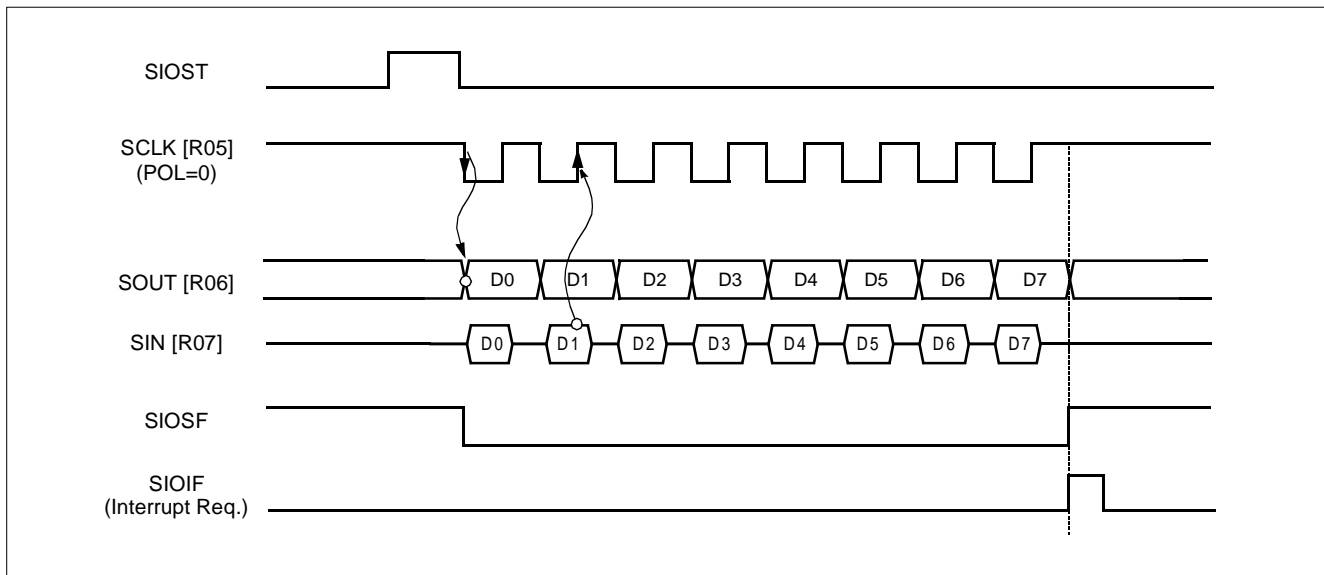 SIOST
SCLK [R05]
(POL=0)
SOUT [R06]
D0 D1 D2 D3 D4 D5 D6 D7
SIN [R07]
D0 D1 D2 D3 D4 D5 D6 D7
SIOSF
SIOIF
(Interrupt Req.)